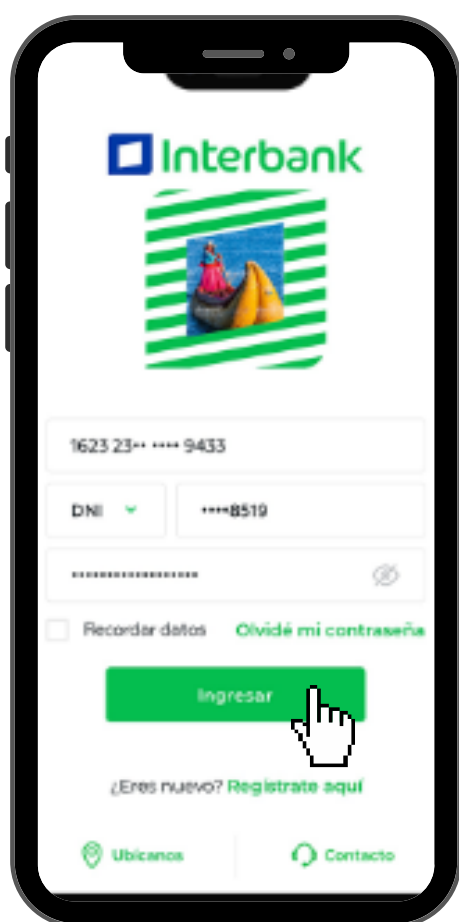 Interbank
1623 23•• •••• 9433
DNI ••••8519
••••••••••••••••••
Recordar datos Olvidé mi contraseña
Ingresar
¿Eres nuevo? Regístrate aquí
Ubícanos Contacto